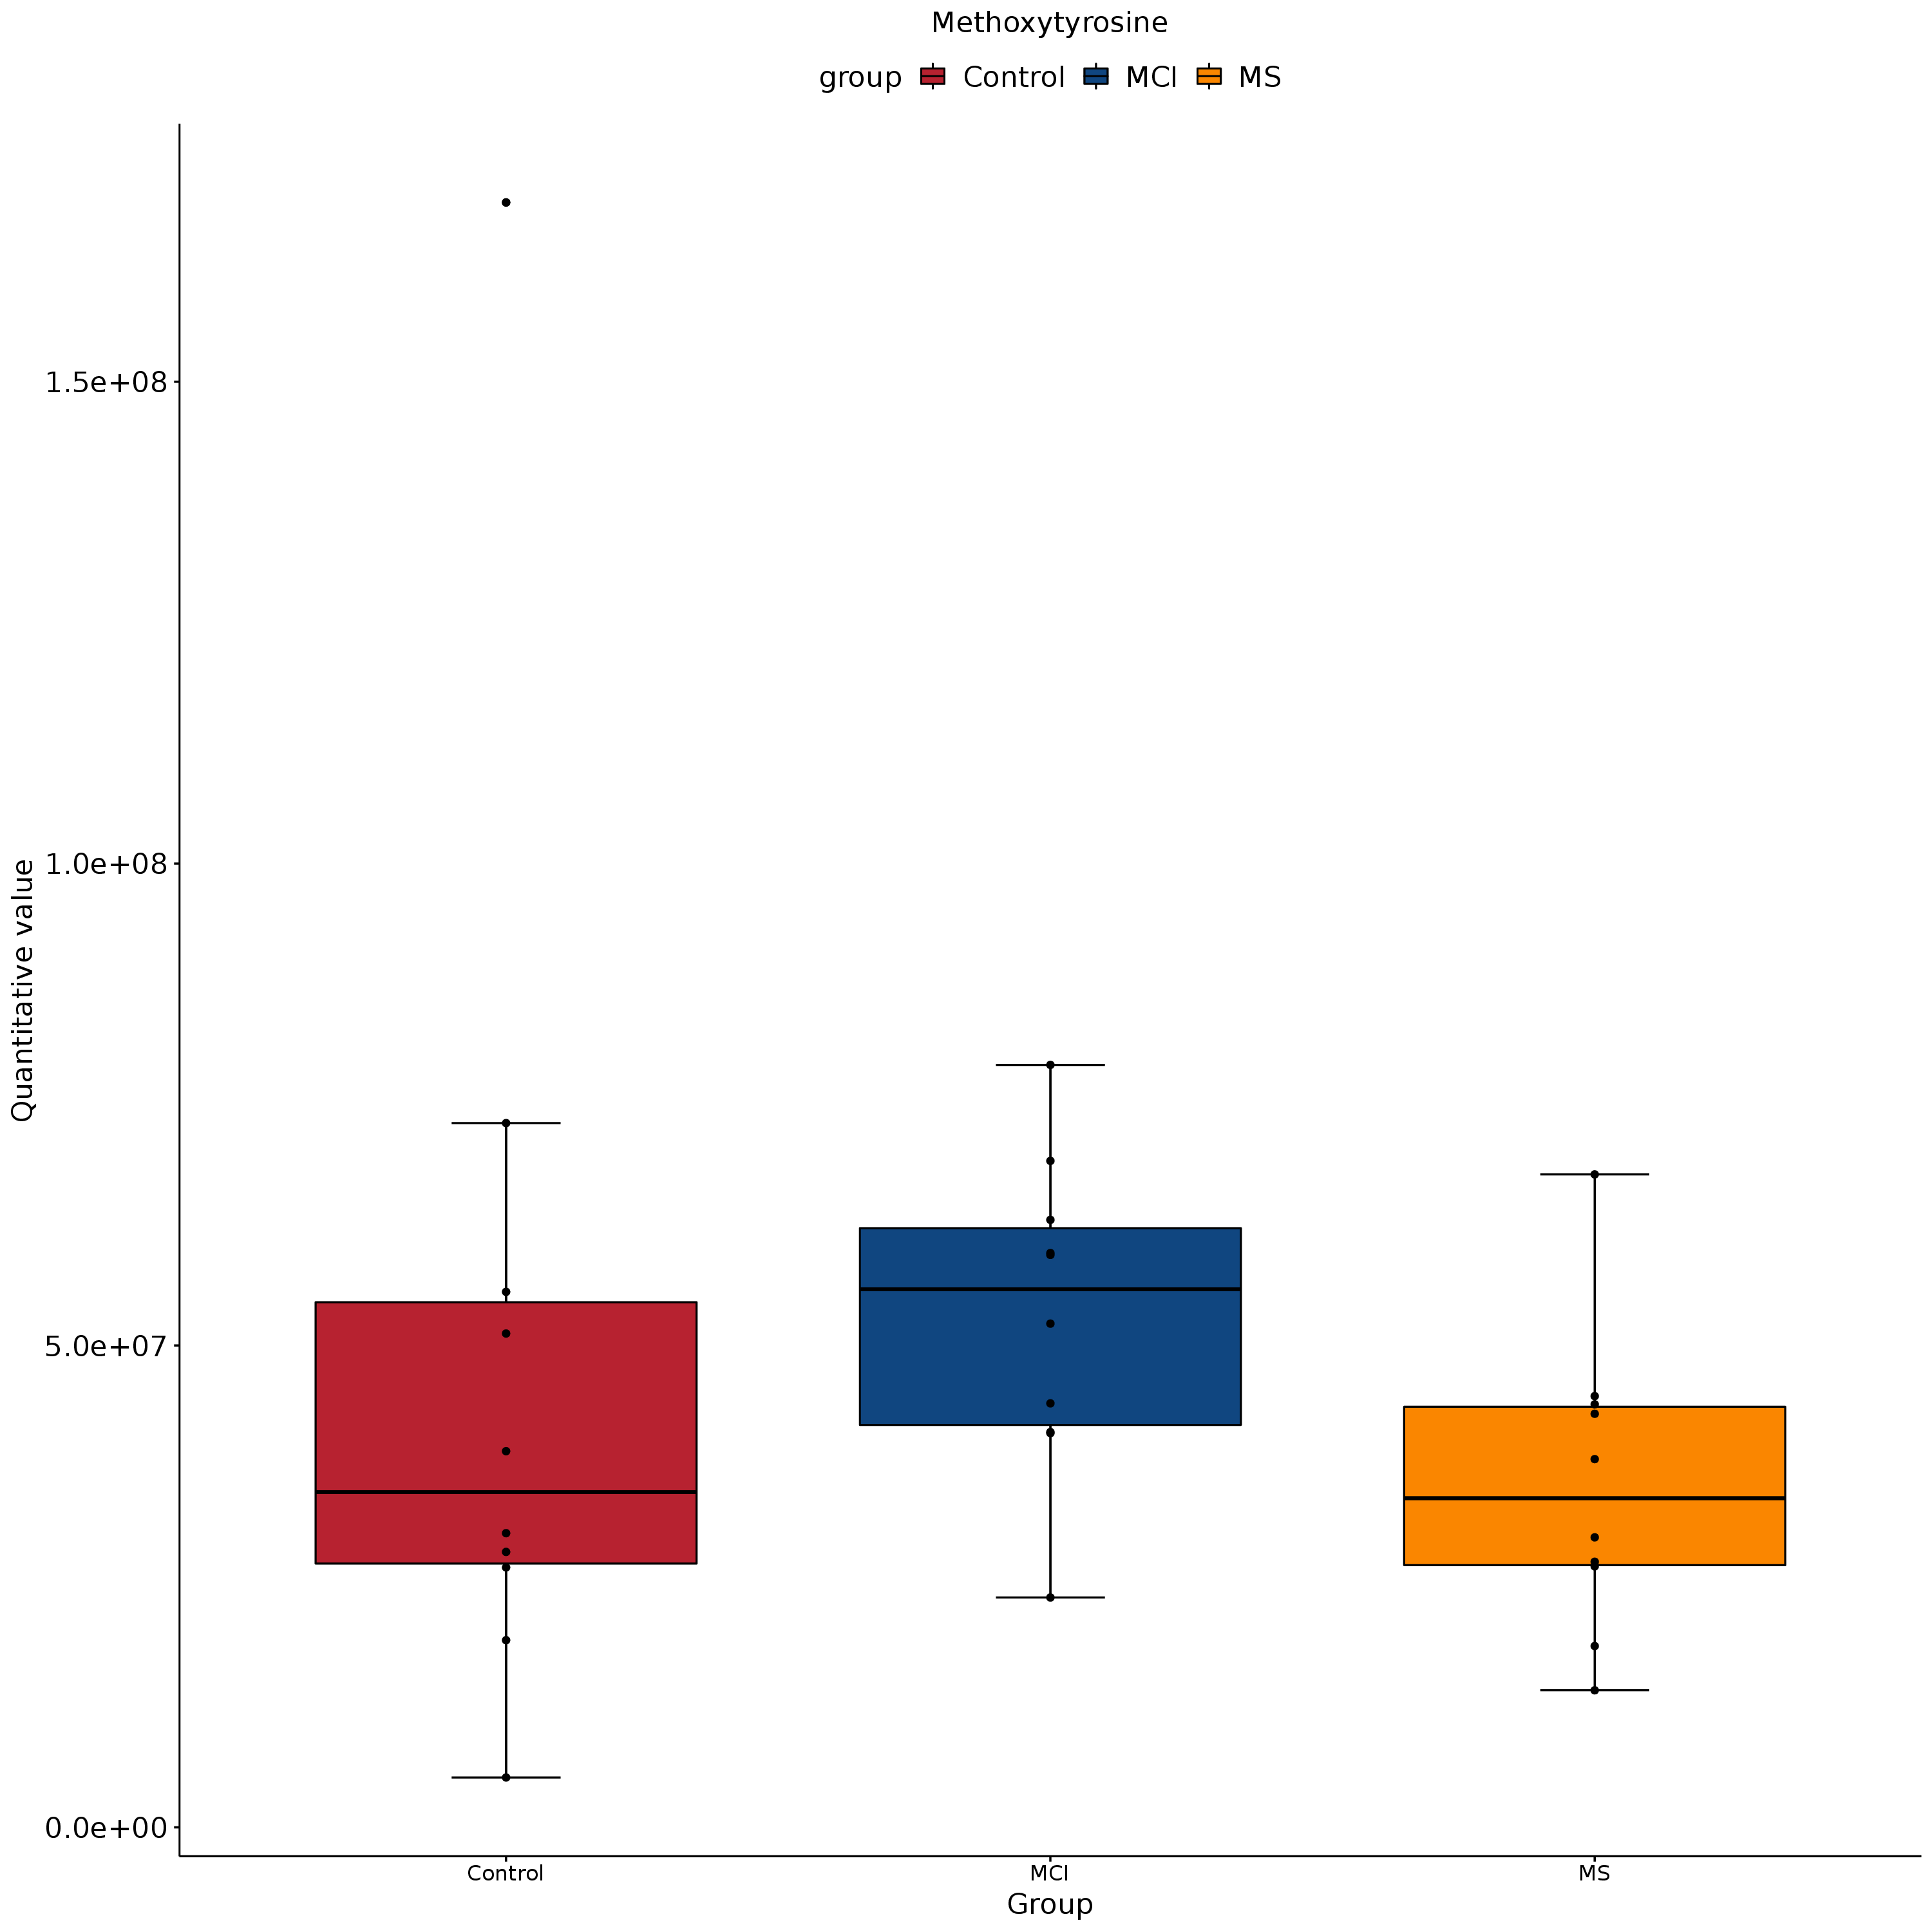 Methoxytyrosine
group Control MCI MS
Quantitative value
1.5e+08
1.0e+08
5.0e+07
0.0e+00
Control MCI MS
Group